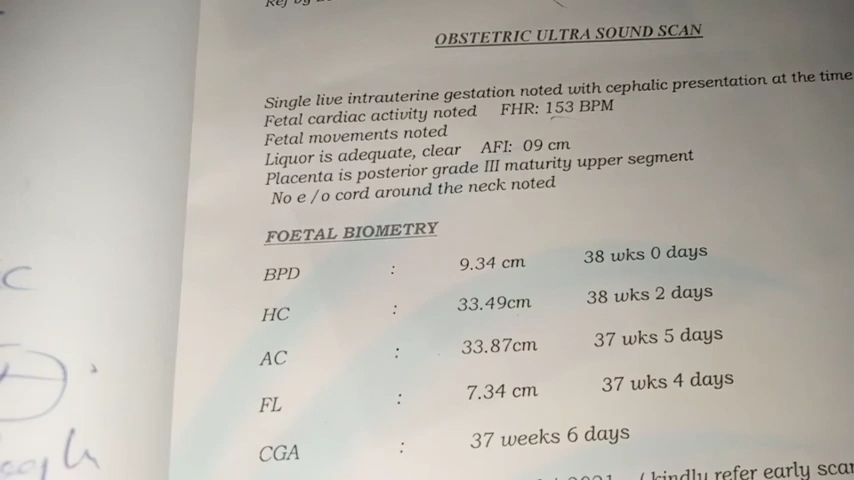 Ref by
OBSTETRIC ULTRA SOUND SCAN
Single live intrauterine gestation noted with cephalic presentation at the time
Fetal cardiac activity noted FHR: 153 BPM
Fetal movements noted
Liquor is adequate, clear AFI: 09 cm
Placenta is posterior grade III maturity upper segment
No e/o cord around the neck noted
FOETAL BIOMETRY
BPD : 9.34 cm 38 wks 0 days
HC : 33.49cm 38 wks 2 days
AC : 33.87cm 37 wks 5 days
FL : 7.34 cm 37 wks 4 days
CGA : 37 weeks 6 days
2021 (kindly refer early scan